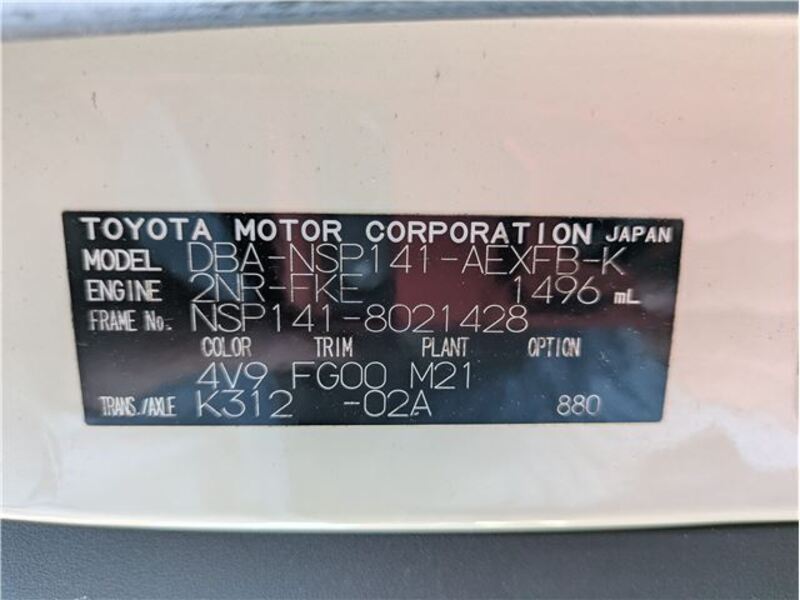 TOYOTA MOTOR CORPORATION JAPAN
MODEL DBA-NSP141-AEXFB-K
ENGINE 2NR-FKE 1496 mL
FRAME No. NSP141-8021428
COLOR TRIM PLANT OPTION
4V9 FG00 M21
TRANS./AXLE K312 -02A 880